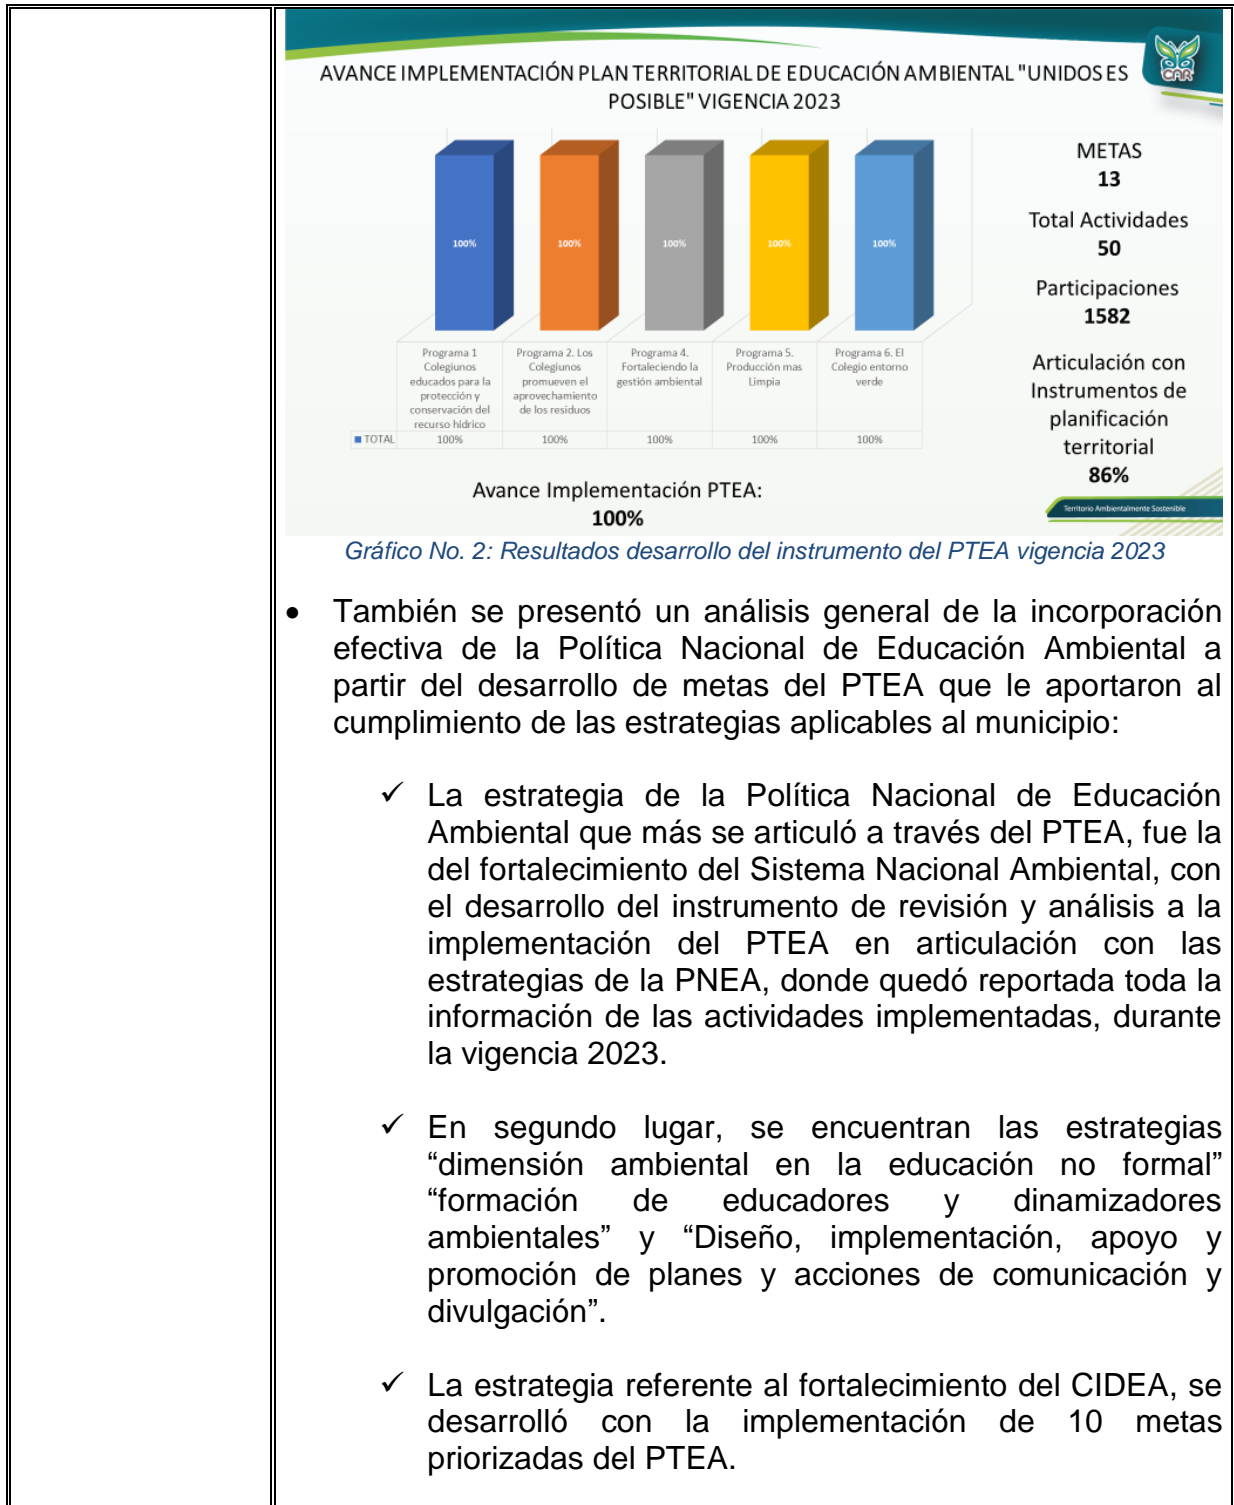 AVANCE IMPLEMENTACIÓN PLAN TERRITORIAL DE EDUCACIÓN AMBIENTAL "UNIDOS ES
POSIBLE" VIGENCIA 2023
CAR
100%
100%
100%
100%
100%
Programa 1
Colegiunos
educados para la
protección y
conservación del
recurso hídrico
Programa 2. Los
Colegiunos
promueven el
aprovechamiento
de los residuos
Programa 4.
Fortaleciendo la
gestión ambiental
Programa 5.
Producción mas
Limpia
Programa 6. El
Colegio entorno
verde
TOTAL 100% 100% 100% 100% 100%
METAS
13
Total Actividades
50
Participaciones
1582
Articulación con
Instrumentos de
planificación
territorial
86%
Avance Implementación PTEA:
100%
Territorio Ambientalmente Sostenible
Gráfico No. 2: Resultados desarrollo del instrumento del PTEA vigencia 2023
• También se presentó un análisis general de la incorporación
efectiva de la Política Nacional de Educación Ambiental a
partir del desarrollo de metas del PTEA que le aportaron al
cumplimiento de las estrategias aplicables al municipio:
✓ La estrategia de la Política Nacional de Educación
Ambiental que más se articuló a través del PTEA, fue la
del fortalecimiento del Sistema Nacional Ambiental, con
el desarrollo del instrumento de revisión y análisis a la
implementación del PTEA en articulación con las
estrategias de la PNEA, donde quedó reportada toda la
información de las actividades implementadas, durante
la vigencia 2023.
✓ En segundo lugar, se encuentran las estrategias
“dimensión ambiental en la educación no formal”
“formación de educadores y dinamizadores
ambientales” y “Diseño, implementación, apoyo y
promoción de planes y acciones de comunicación y
divulgación”.
✓ La estrategia referente al fortalecimiento del CIDEA, se
desarrolló con la implementación de 10 metas
priorizadas del PTEA.